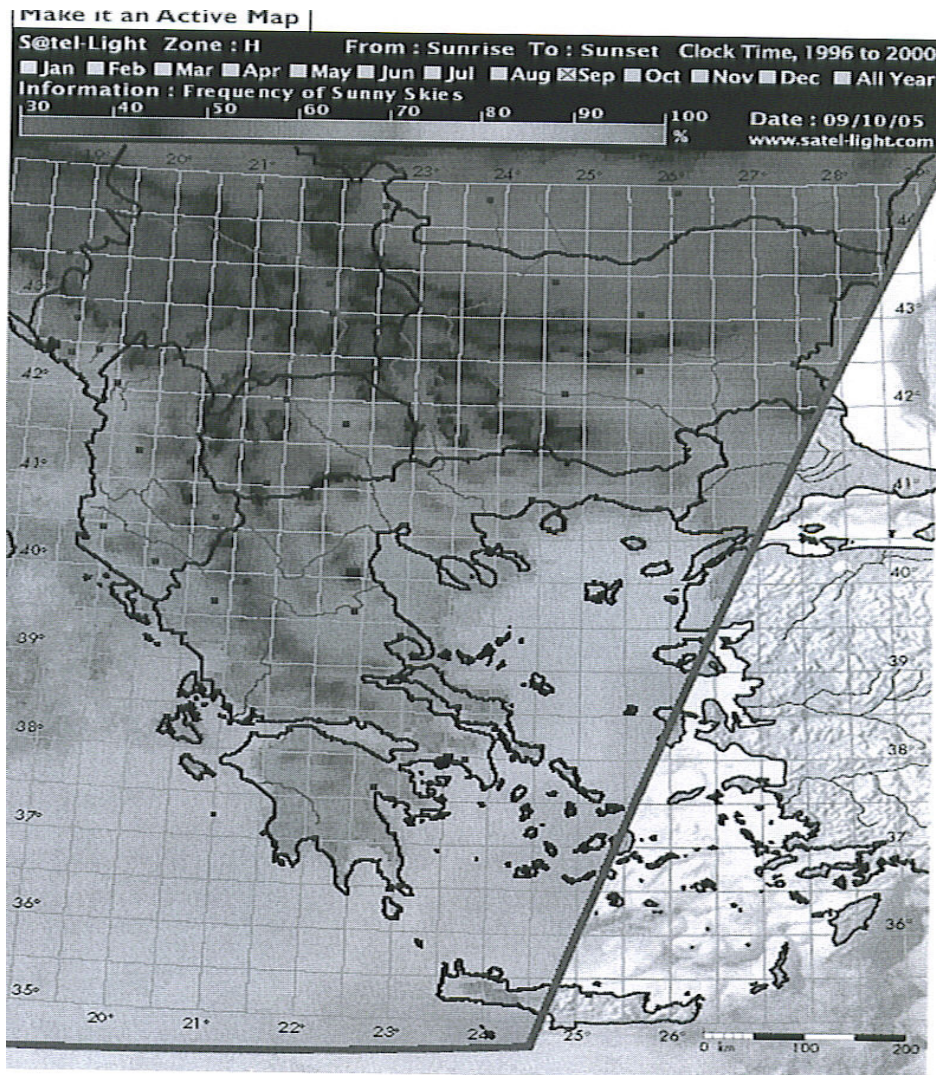 Make it an Active Map
S@tel-Light Zone : H From : Sunrise To : Sunset Clock Time, 1996 to 2000
Jan Feb Mar Apr May Jun Jul Aug Sep Oct Nov Dec All Year
Information : Frequency of Sunny Skies
30 40 50 60 70 80 90 100
% Date : 09/10/05
www.satel-light.com
19° 20° 21° 23° 24° 25° 26° 27° 28° 29°
44
43 43°
42° 42°
41° 41°
40° 40°
39° 39°
38° 38°
37° 37°
36° 36°
35°
20° 21° 22° 23° 24° 25° 26°
0 km 100 200